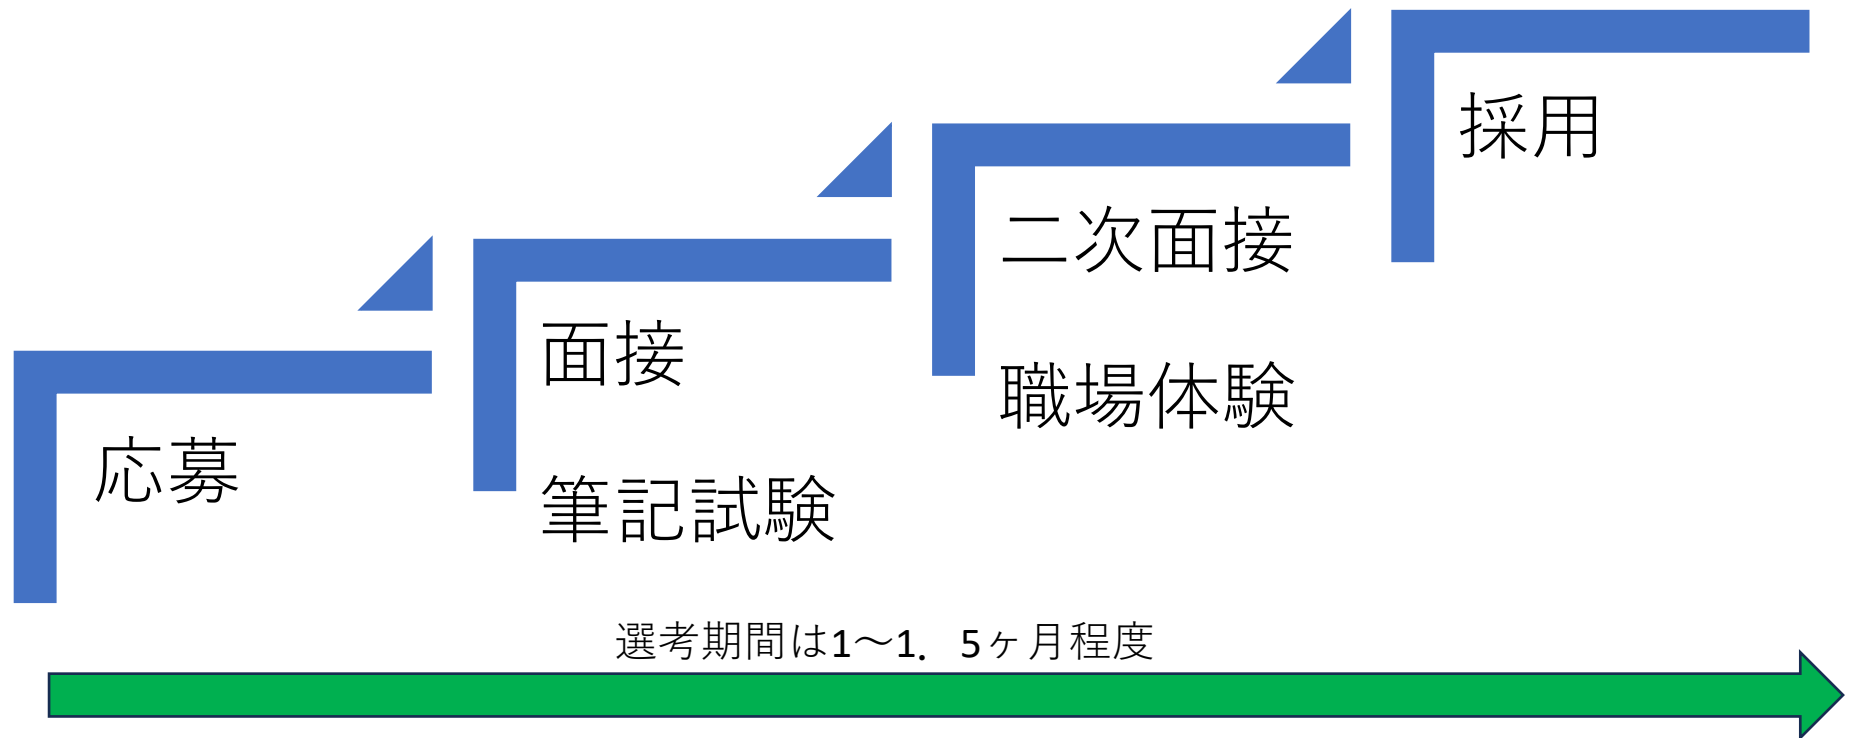 応募
面接
筆記試験
二次面接
職場体験
採用
選考期間は1～1．5ヶ月程度